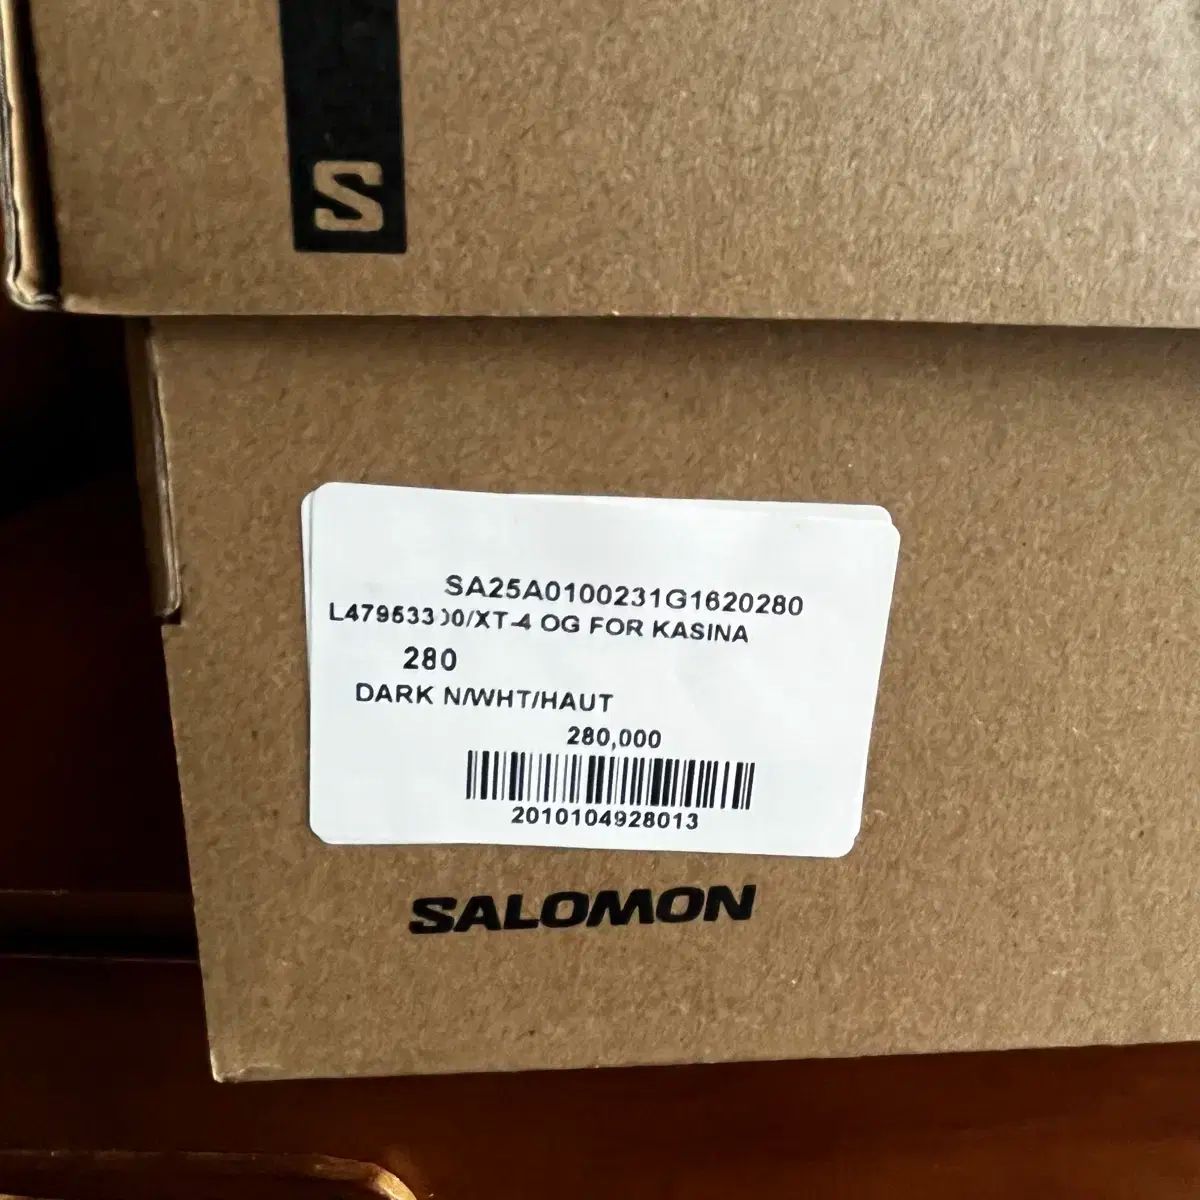 S
SA25A0100231G1620280
L47953300/XT-4 OG FOR KASINA
280
DARK N/WHT/HAUT
280,000
2010104928013
SALOMON